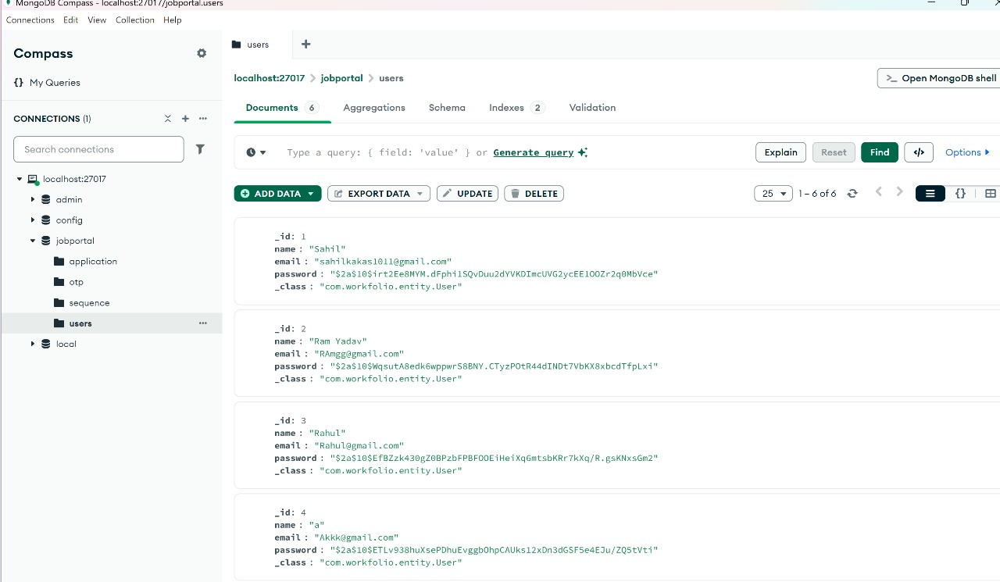 MongoDB Compass - localhost:27017/jobportal.users
Connections Edit View Collection Help
Compass
{} My Queries
CONNECTIONS (1)
Search connections
localhost:27017
admin
config
jobportal
application
otp
sequence
users
local
users
localhost:27017 > jobportal > users
>_ Open MongoDB shell
Documents 6 Aggregations Schema Indexes 2 Validation
Type a query: { field: 'value' } or Generate query
Explain Reset Find </> Options
ADD DATA EXPORT DATA UPDATE DELETE
25 1 – 6 of 6 {}
_id: 1
name : "Sahil"
email : "sahilkakas1011@gmail.com"
password : "$2a$10$irt2Ee8MYM.dFphi1SQvDuu2dYVKDImcUVG2ycEE1OOZr2q0MbVce"
_class : "com.workfolio.entity.User"
_id: 2
name : "Ram Yadav"
email : "RAmgg@gmail.com"
password : "$2a$10$WqsutA8edk6wppwrS8BNY.CTyzPOtR44dINDt7VbKX8xbcdTfpLxi"
_class : "com.workfolio.entity.User"
_id: 3
name : "Rahul"
email : "Rahul@gmail.com"
password : "$2a$10$EfBZzk430gZ0BPzbFPBFOOEiHeiXq6mtsbKRr7kXq/R.gsKNxsGm2"
_class : "com.workfolio.entity.User"
_id: 4
name : "a"
email : "Akkk@gmail.com"
password : "$2a$10$ETLv938huXsePDhuEvggbOhpCAUks12xDn3dGSF5e4EJu/ZQ5tVti"
_class : "com.workfolio.entity.User"